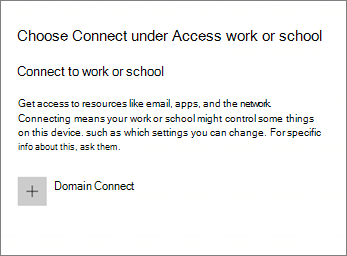 Choose Connect under Access work or school
Connect to work or school
Get access to resources like email, apps, and the network.
Connecting means your work or school might control some things
on this device. such as which settings you can change. For specific
info about this, ask them.
Domain Connect